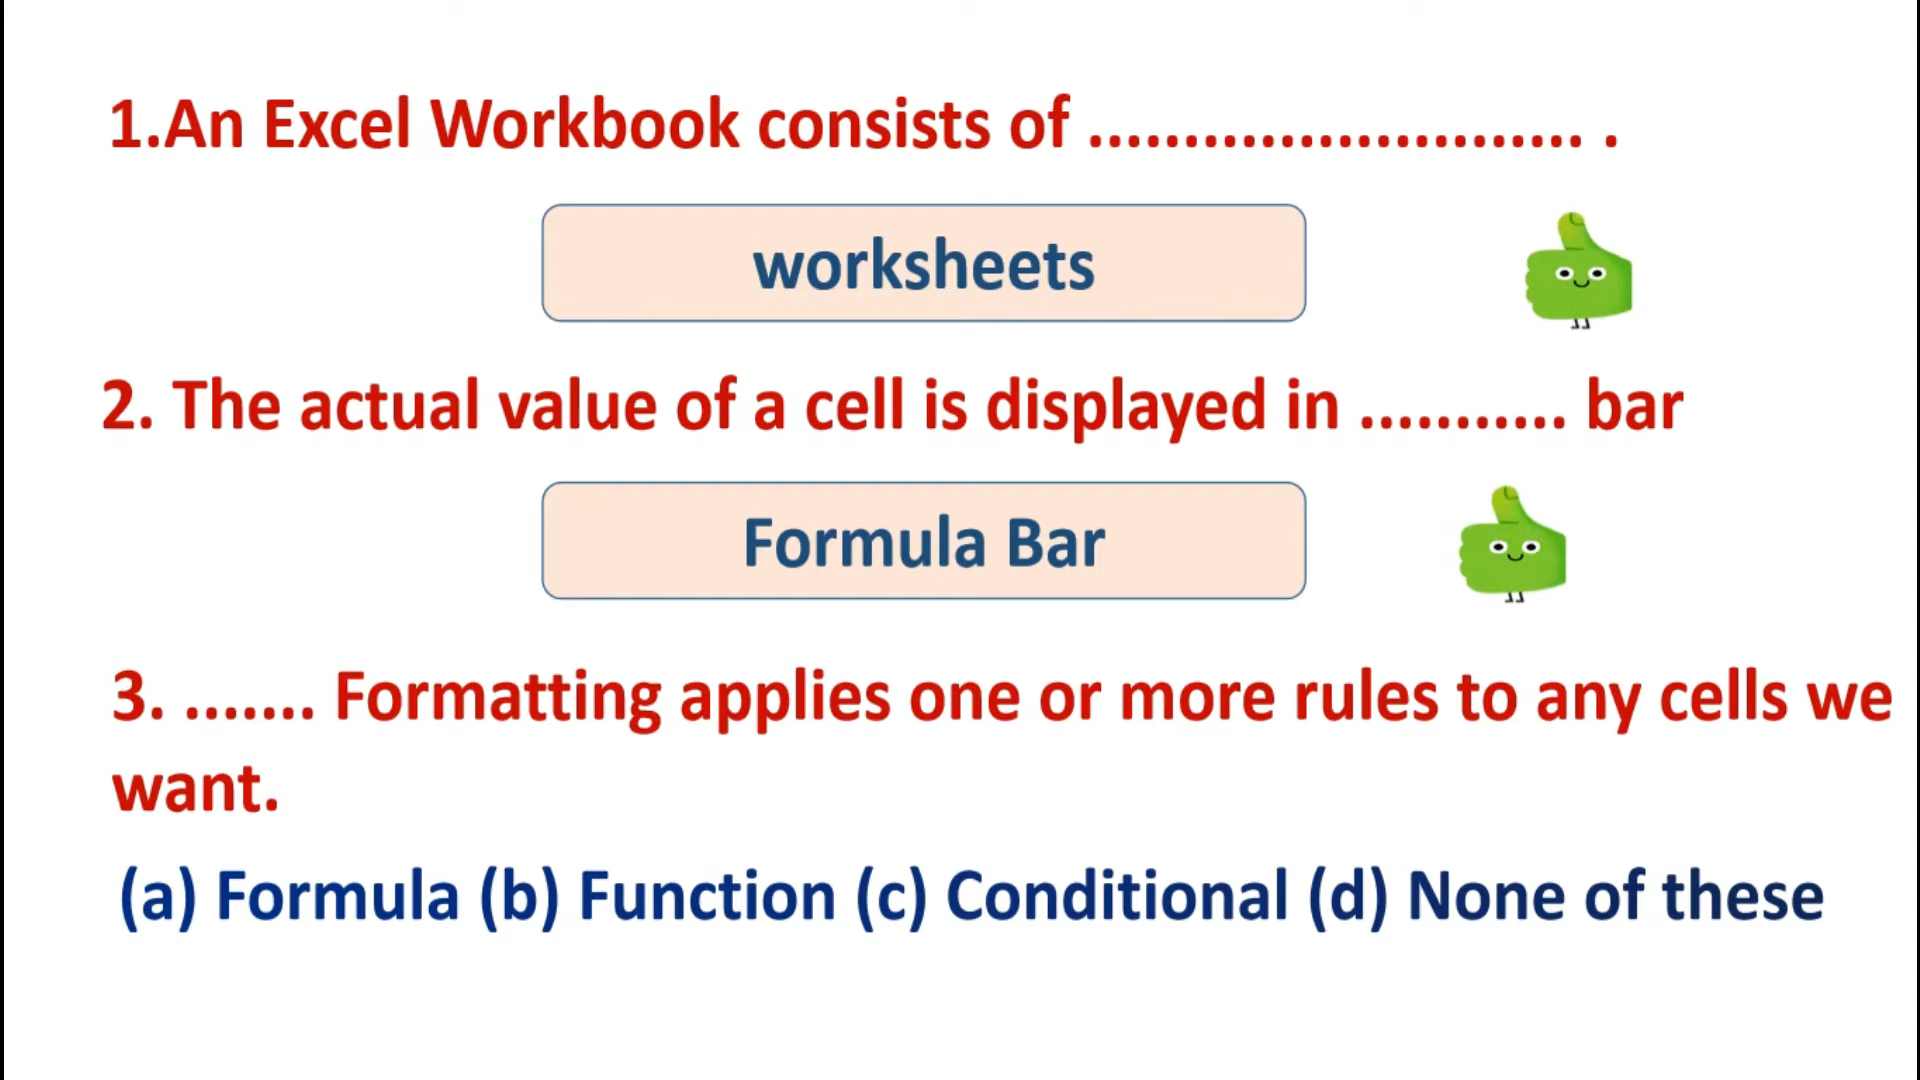 1.An Excel Workbook consists of .......................... .
worksheets
2. The actual value of a cell is displayed in ........... bar
Formula Bar
3. ....... Formatting applies one or more rules to any cells we
want.
(a) Formula (b) Function (c) Conditional (d) None of these